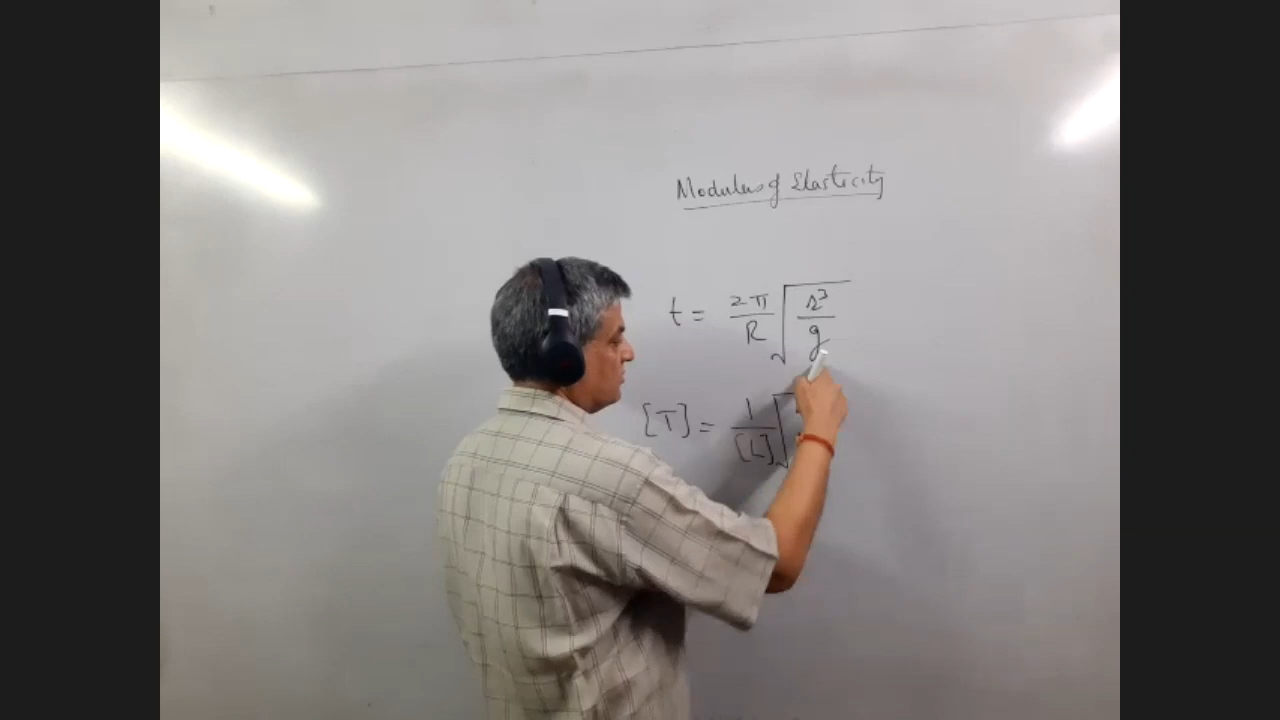 Modulus of Elasticity
t = 2π/R √(r³/g)
[T] = 1/[L] √